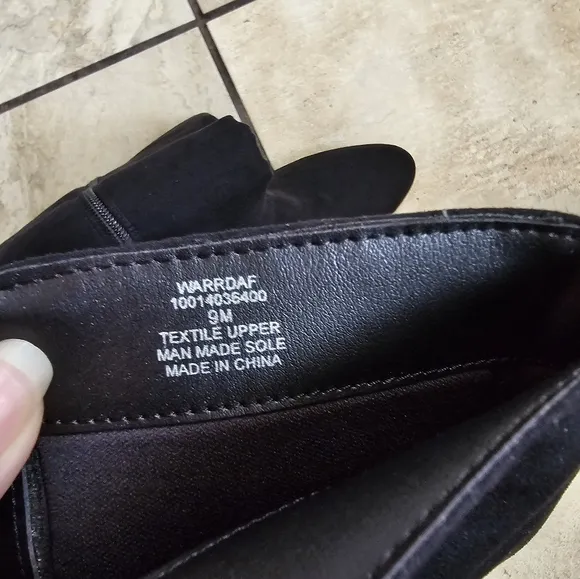 WARRDAF
10014036400
9M
TEXTILE UPPER
MAN MADE SOLE
MADE IN CHINA